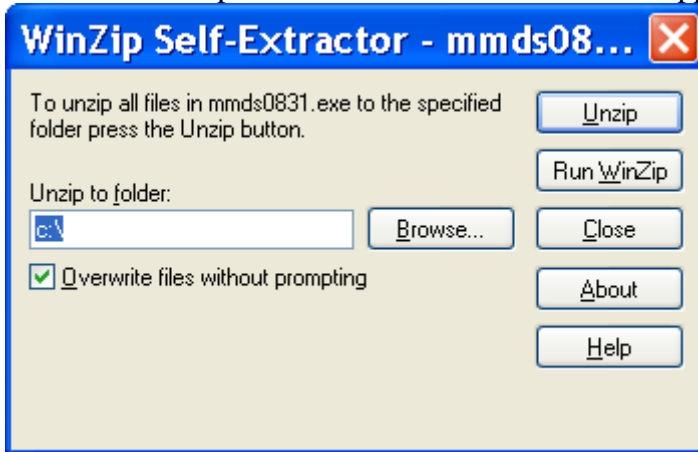 WinZip Self-Extractor - mmds08...
To unzip all files in mmds0831.exe to the specified
folder press the Unzip button.
Unzip to folder:
c:\
Browse...
Overwrite files without prompting
Unzip
Run WinZip
Close
About
Help